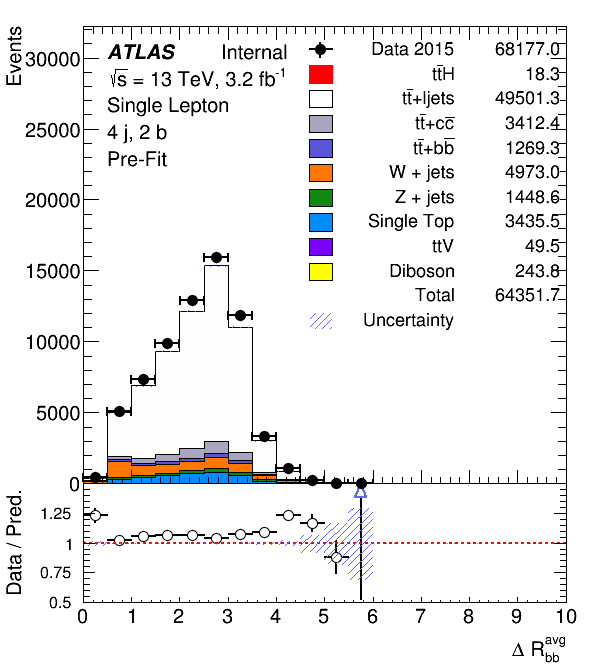 Events
30000
25000
20000
15000
10000
5000
0
ATLAS Internal
√s = 13 TeV, 3.2 fb⁻¹
Single Lepton
4 j, 2 b
Pre-Fit
Data 2015 68177.0
tt̄H 18.3
tt̄+ljets 49501.3
tt̄+cc̄ 3412.4
tt̄+bb̄ 1269.3
W + jets 4973.0
Z + jets 1448.6
Single Top 3435.5
ttV 49.5
Diboson 243.8
Total 64351.7
Uncertainty
Data / Pred.
1.25
1
0.75
0.5
0 1 2 3 4 5 6 7 8 9 10
Δ R_bb^avg